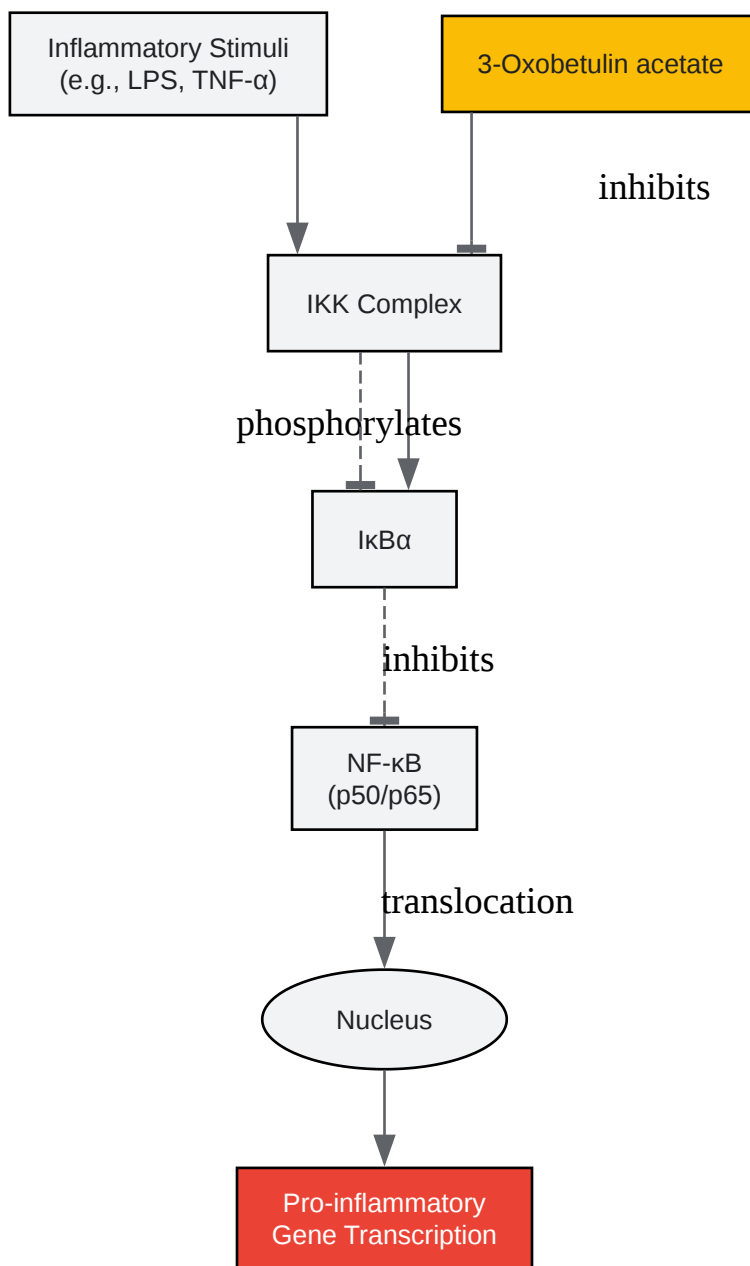 Inflammatory Stimuli
(e.g., LPS, TNF-α)
3-Oxobetulin acetate
inhibits
IKK Complex
phosphorylates
IκBα
inhibits
NF-κB
(p50/p65)
translocation
Nucleus
Pro-inflammatory
Gene Transcription